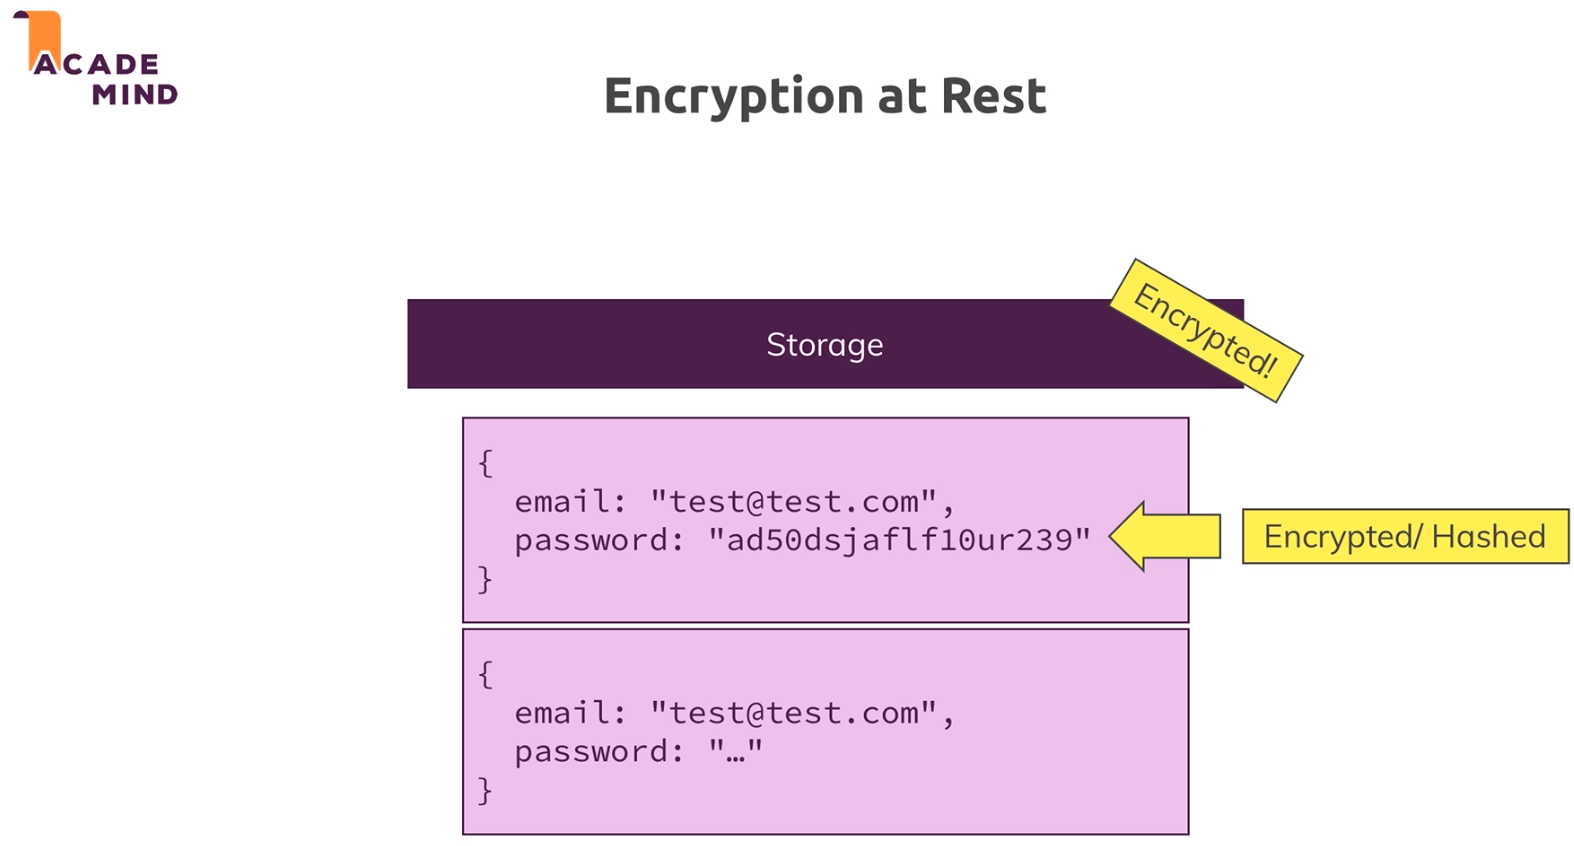 ACADE
MIND
Encryption at Rest
Storage
Encrypted!
{
email: "test@test.com",
password: "ad50dsjaflf10ur239"
}
Encrypted/ Hashed
{
email: "test@test.com",
password: "…"
}